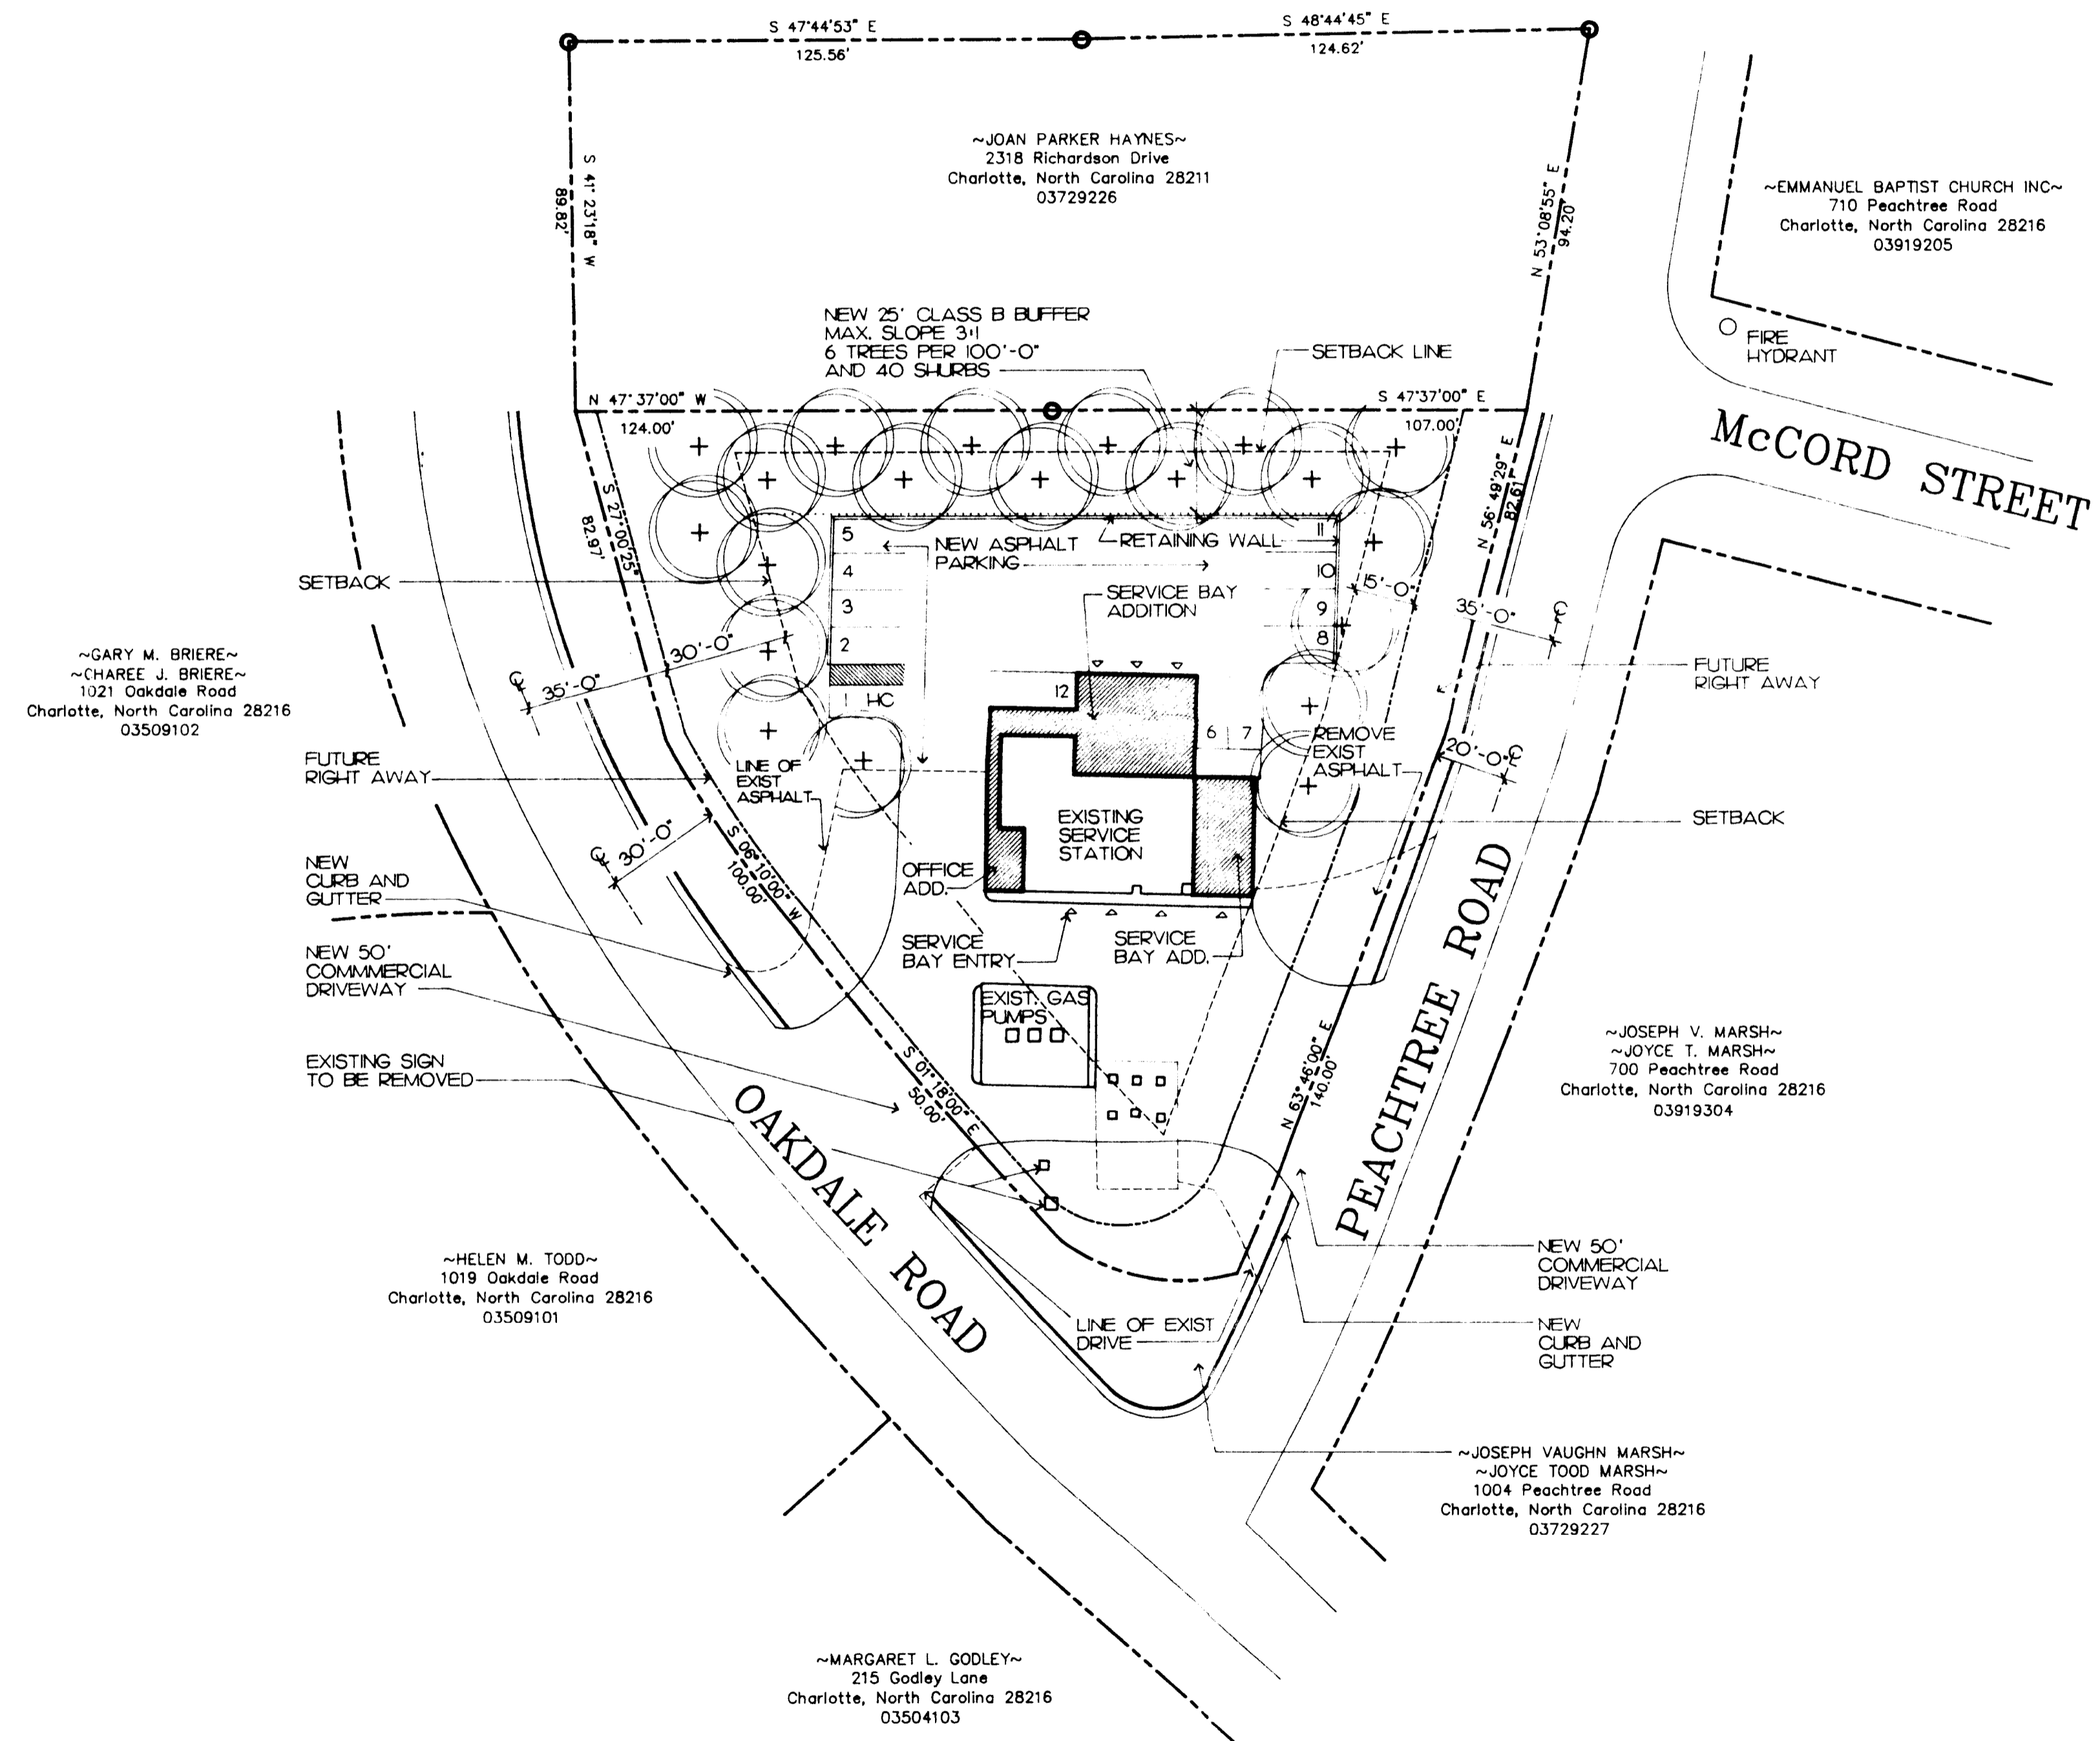 S 47°44'53" E
125.56'
S 48°44'45" E
124.62'
S 41°23'18" W
89.82'
~JOAN PARKER HAYNES~
2318 Richardson Drive
Charlotte, North Carolina 28211
03729226
N 53°08'55" E
94.20'
~EMMANUEL BAPTIST CHURCH INC~
710 Peachtree Road
Charlotte, North Carolina 28216
03919205
FIRE
HYDRANT
McCORD STREET
NEW 25' CLASS B BUFFER
MAX. SLOPE 3:1
6 TREES PER 100'-0"
AND 40 SHURBS
SETBACK LINE
N 47°37'00" W
124.00'
S 47°37'00" E
107.00'
S 27°00'25"
82.97'
N 56°49'29" E
82.61'
SETBACK
5
4
3
2
1 HC
NEW ASPHALT
PARKING
RETAINING WALL
11
10
9
8
SERVICE BAY
ADDITION
15'-0"
35'-0"
℄
30'-0"
35'-0"
℄
~GARY M. BRIERE~
~CHAREE J. BRIERE~
1021 Oakdale Road
Charlotte, North Carolina 28216
03509102
FUTURE
RIGHT AWAY
12
6
7
REMOVE
EXIST
ASPHALT
20'-0"
℄
FUTURE
RIGHT AWAY
LINE OF
EXIST
ASPHALT
EXISTING
SERVICE
STATION
SETBACK
℄
30'-0"
S 06°10'00" W
100.00'
NEW
CURB AND
GUTTER
OFFICE
ADD.
NEW 50'
COMMMERCIAL
DRIVEWAY
SERVICE
BAY ENTRY
SERVICE
BAY ADD.
EXIST. GAS
PUMPS
EXISTING SIGN
TO BE REMOVED
S 01°18'00" E
50.00'
N 63°46'00" E
140.00'
PEACHTREE ROAD
OAKDALE ROAD
~JOSEPH V. MARSH~
~JOYCE T. MARSH~
700 Peachtree Road
Charlotte, North Carolina 28216
03919304
~HELEN M. TODD~
1019 Oakdale Road
Charlotte, North Carolina 28216
03509101
NEW 50'
COMMERCIAL
DRIVEWAY
LINE OF EXIST
DRIVE
NEW
CURB AND
GUTTER
~JOSEPH VAUGHN MARSH~
~JOYCE TOOD MARSH~
1004 Peachtree Road
Charlotte, North Carolina 28216
03729227
~MARGARET L. GODLEY~
215 Godley Lane
Charlotte, North Carolina 28216
03504103